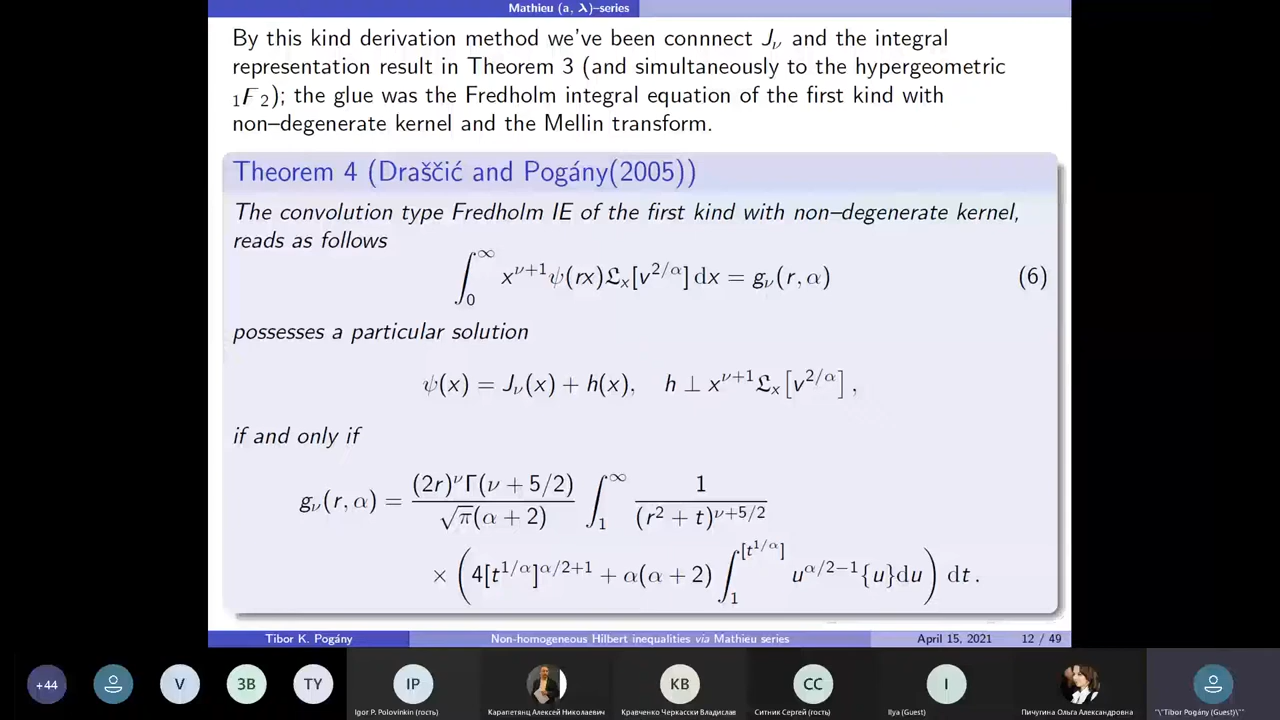 Mathieu (a, λ)–series
By this kind derivation method we've been connnect J_ν and the integral
representation result in Theorem 3 (and simultaneously to the hypergeometric
₁F₂); the glue was the Fredholm integral equation of the first kind with
non–degenerate kernel and the Mellin transform.
Theorem 4 (Draščić and Pogány(2005))
The convolution type Fredholm IE of the first kind with non–degenerate kernel,
reads as follows
∫_0^∞ x^{ν+1}ψ(rx)𝔏_x[v^{2/α}] dx = g_ν(r, α) (6)
possesses a particular solution
ψ(x) = J_ν(x) + h(x), h ⊥ x^{ν+1}𝔏_x[v^{2/α}],
if and only if
g_ν(r, α) = \frac{(2r)^ν Γ(ν + 5/2)}{√π(α + 2)} ∫_1^∞ \frac{1}{(r² + t)^{ν+5/2}}
× (4[t^{1/α}]^{α/2+1} + α(α + 2) ∫_1^{[t^{1/α}]} u^{α/2−1}{u}du) dt.
Tibor K. Pogány Non-homogeneous Hilbert inequalities via Mathieu series April 15, 2021 12 / 49
+44 V 3B TY IP KB CC I
Igor P. Polovinkin (гость) Карапетянц Алексей Николаевич Кравченко Черкасски Владислав Ситник Сергей (гость) Ilya (Guest) Пичугина Ольга Александровна "\"Tibor Pogány (Guest)\""